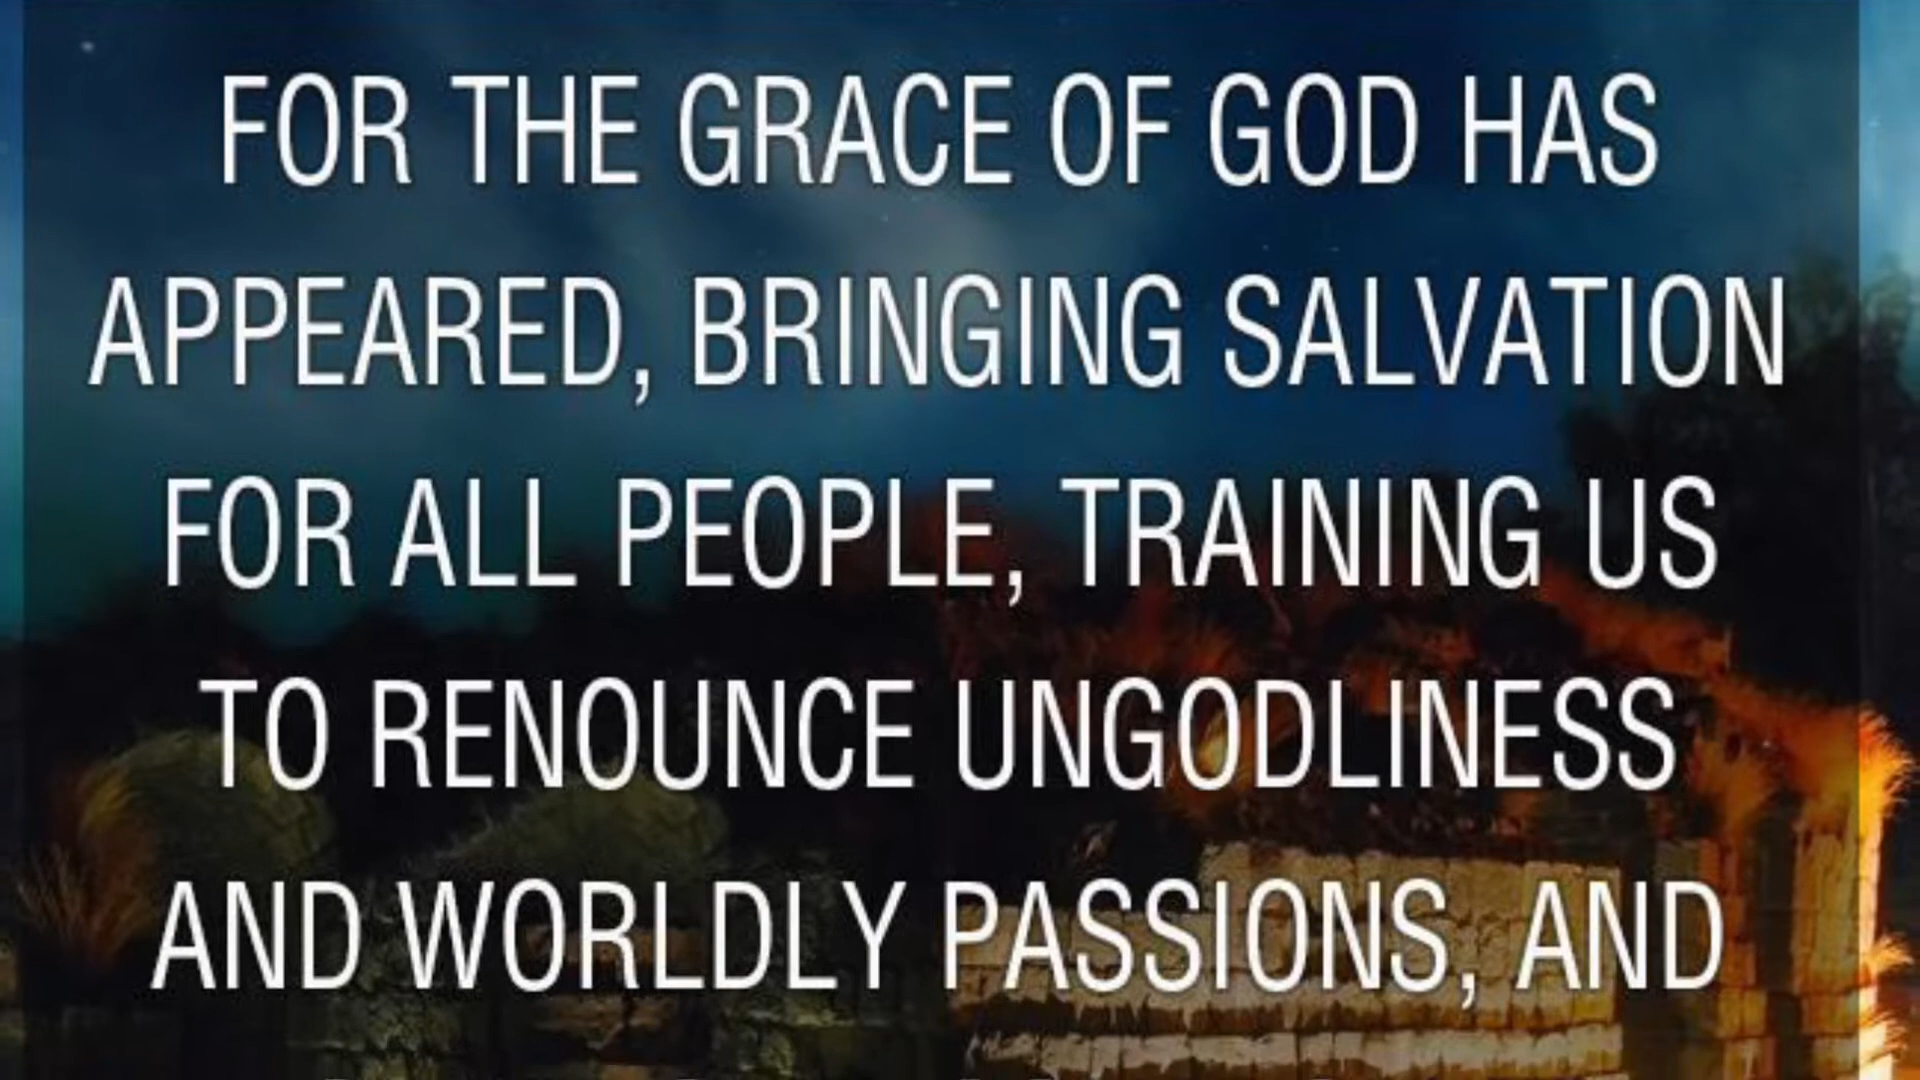 FOR THE GRACE OF GOD HAS
APPEARED, BRINGING SALVATION
FOR ALL PEOPLE, TRAINING US
TO RENOUNCE UNGODLINESS
AND WORLDLY PASSIONS, AND